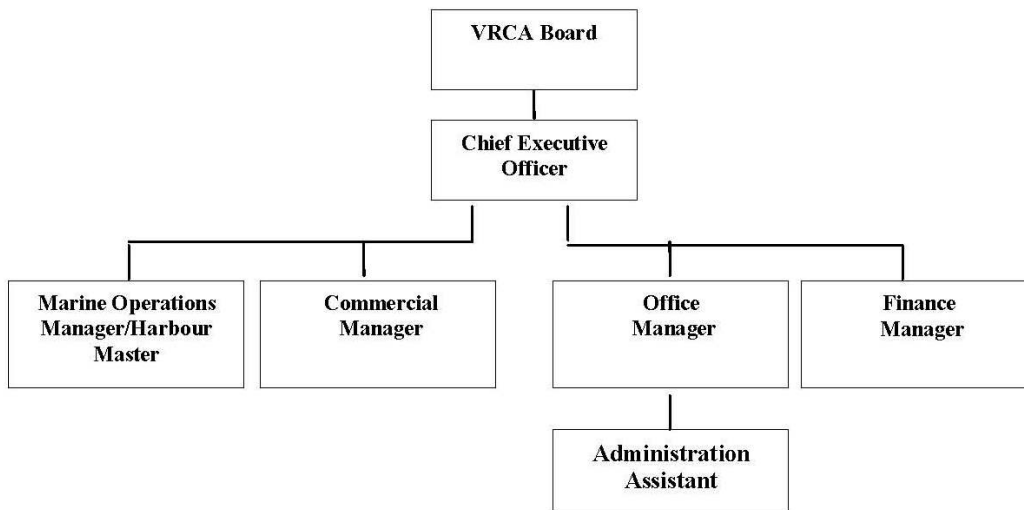 VRCA Board
Chief Executive
Officer
Marine Operations
Manager/Harbour
Master
Commercial
Manager
Office
Manager
Finance
Manager
Administration
Assistant